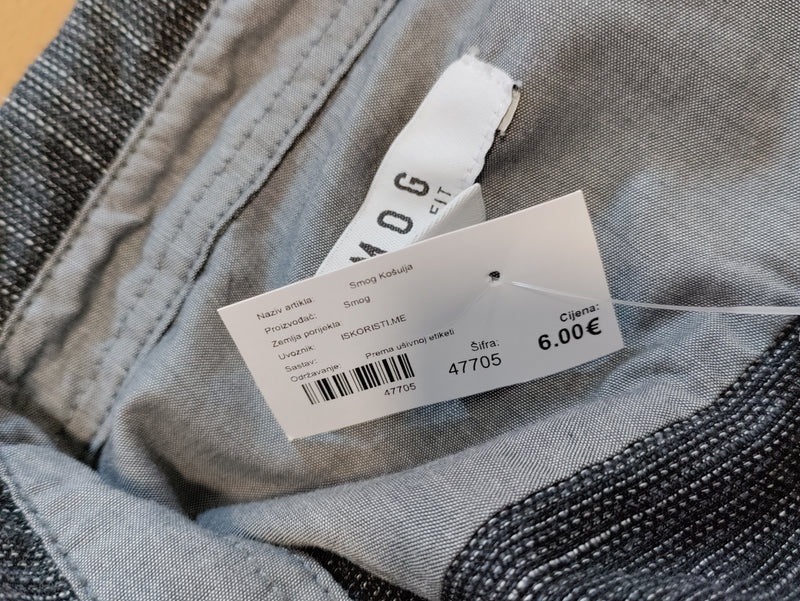 MOG
FIT
Naziv artikla: Smog Košulja
Proizvođač: Smog
Zemlja porijekla:
Uvoznik: ISKORISTI.ME
Sastav:
Održavanje: Prema ušivnoj etiketi
47705
Šifra:
47705
Cijena:
6.00€